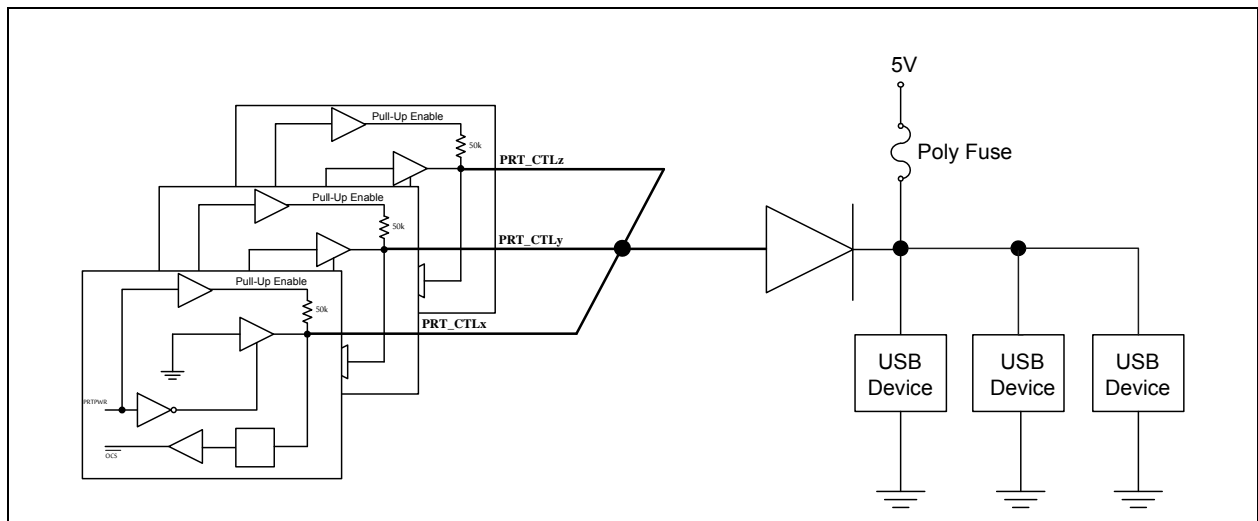 5V
Poly Fuse
Pull-Up Enable
50k
PRT_CTLz
Pull-Up Enable
50k
PRT_CTLy
Pull-Up Enable
50k
PRT_CTLx
PRTPWR
OCS
USB
Device
USB
Device
USB
Device